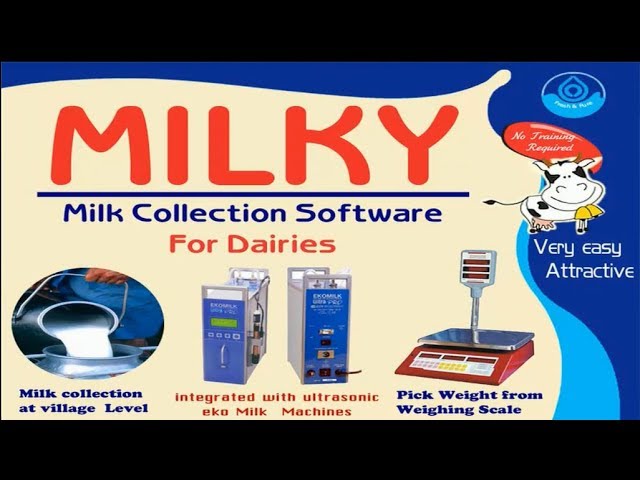 Fresh & Pure
MILKY
No Training
Required
Milk Collection Software
For Dairies
Very easy
Attractive
EKOMILK
EKOMILK
Milk collection
at village Level
integrated with ultrasonic
eko Milk Machines
Pick Weight from
Weighing Scale